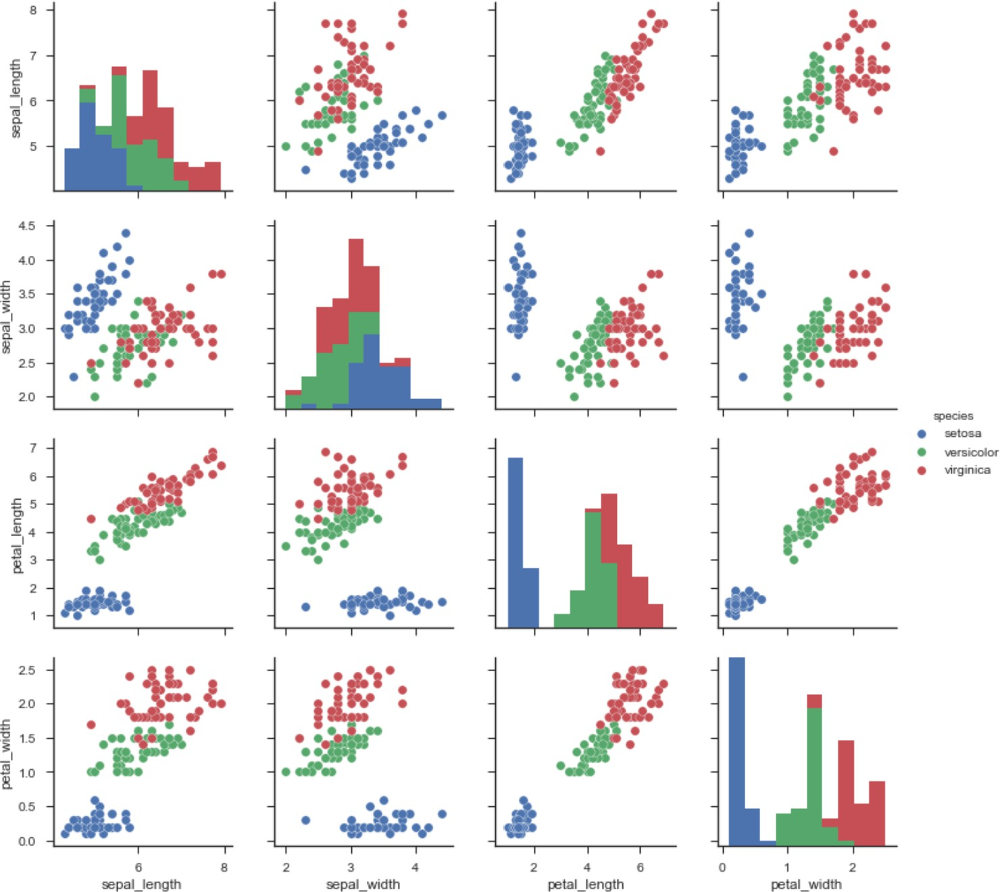 8
7
6
5
sepal_length
4.5
4.0
3.5
3.0
2.5
2.0
sepal_width
species
setosa
versicolor
virginica
7
6
5
4
3
2
1
petal_length
2.5
2.0
1.5
1.0
0.5
0.0
petal_width
6 8 2 3 4 2 4 6 0 1 2
sepal_length sepal_width petal_length petal_width